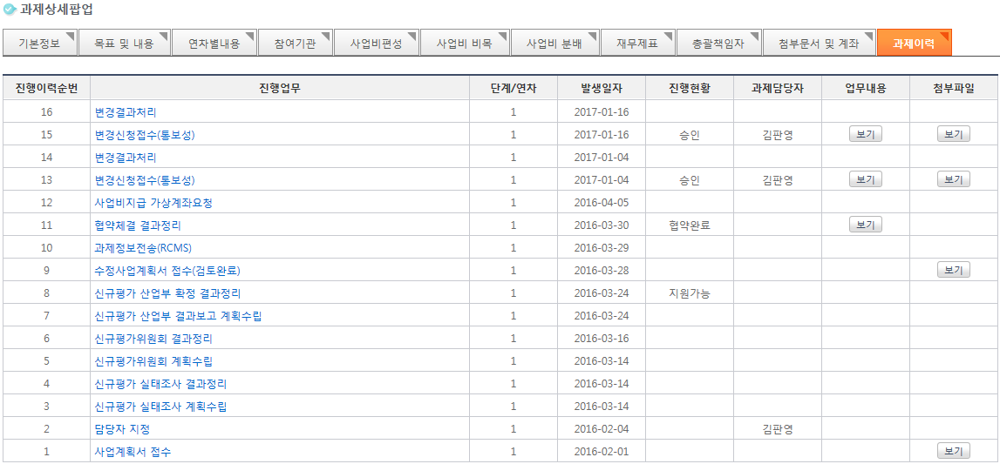 과제상세팝업
기본정보 목표 및 내용 연차별내용 참여기관 사업비편성 사업비 비목 사업비 분배 재무제표 총괄책임자 첨부문서 및 계좌 과제이력
진행이력순번 진행업무 단계/연차 발생일자 진행현황 과제담당자 업무내용 첨부파일
16 변경결과처리 1 2017-01-16
15 변경신청접수(통보성) 1 2017-01-16 승인 김판영 보기 보기
14 변경결과처리 1 2017-01-04
13 변경신청접수(통보성) 1 2017-01-04 승인 김판영 보기 보기
12 사업비지급 가상계좌요청 1 2016-04-05
11 협약체결 결과정리 1 2016-03-30 협약완료 보기
10 과제정보전송(RCMS) 1 2016-03-29
9 수정사업계획서 접수(검토완료) 1 2016-03-28 보기
8 신규평가 산업부 확정 결과정리 1 2016-03-24 지원가능
7 신규평가 산업부 결과보고 계획수립 1 2016-03-24
6 신규평가위원회 결과정리 1 2016-03-16
5 신규평가위원회 계획수립 1 2016-03-14
4 신규평가 실태조사 결과정리 1 2016-03-14
3 신규평가 실태조사 계획수립 1 2016-03-14
2 담당자 지정 1 2016-02-04 김판영
1 사업계획서 접수 1 2016-02-01 보기